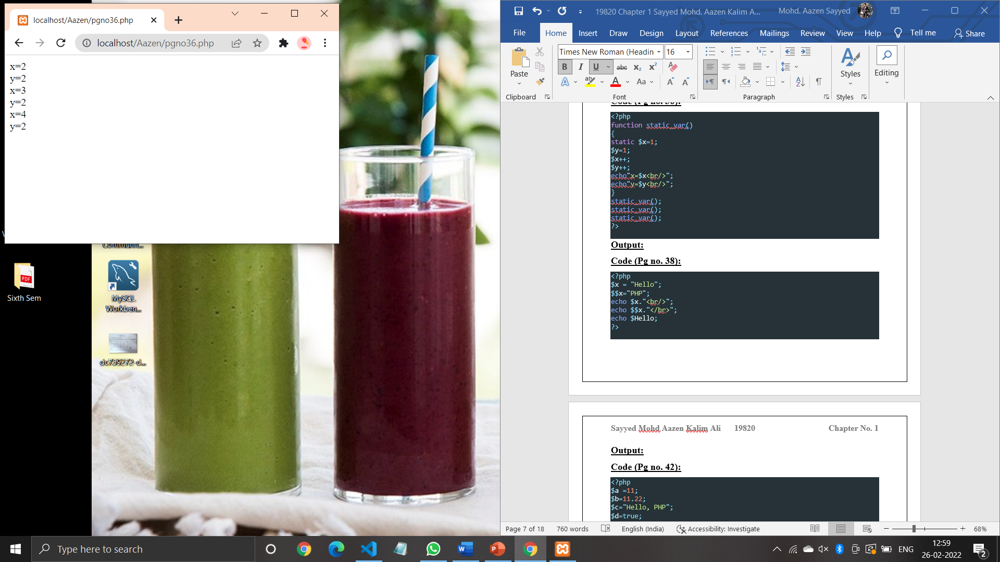 localhost/Aazen/pgno36.php
localhost/Aazen/pgno36.php
x=2
y=2
x=3
y=2
x=4
y=2
Communit...
Sixth Sem
PDF
MySQL
Workben...
dc759272-d...
19820 Chapter 1 Sayyed Mohd. Aazen Kalim A...
Mohd. Aazen Sayyed
File Home Insert Draw Design Layout References Mailings Review View Help Tell me Share
Times New Roman (Headin 16
Paste
B I U abc x₂ x²
A ab A Aa A A
Styles
Editing
Clipboard Font Paragraph Styles
Code (Pg no. 36):
<?php
function static_var()
{
static $x=1;
$y=1;
$x++;
$y++;
echo"x=$x<br/>";
echo"y=$y<br/>";
}
static_var();
static_var();
static_var();
?>
Output:
Code (Pg no. 38):
<?php
$x = "Hello";
$$x="PHP";
echo $x."<br/>";
echo $$x."</br>";
echo $Hello;
?>
Sayyed Mohd Aazen Kalim Ali 19820 Chapter No. 1
Output:
Code (Pg no. 42):
<?php
$a =11;
$b=11.22;
$c="Hello, PHP";
$d=true;
Page 7 of 18 760 words English (India) Accessibility: Investigate 68%
Type here to search
ENG
12:59
26-02-2022
2